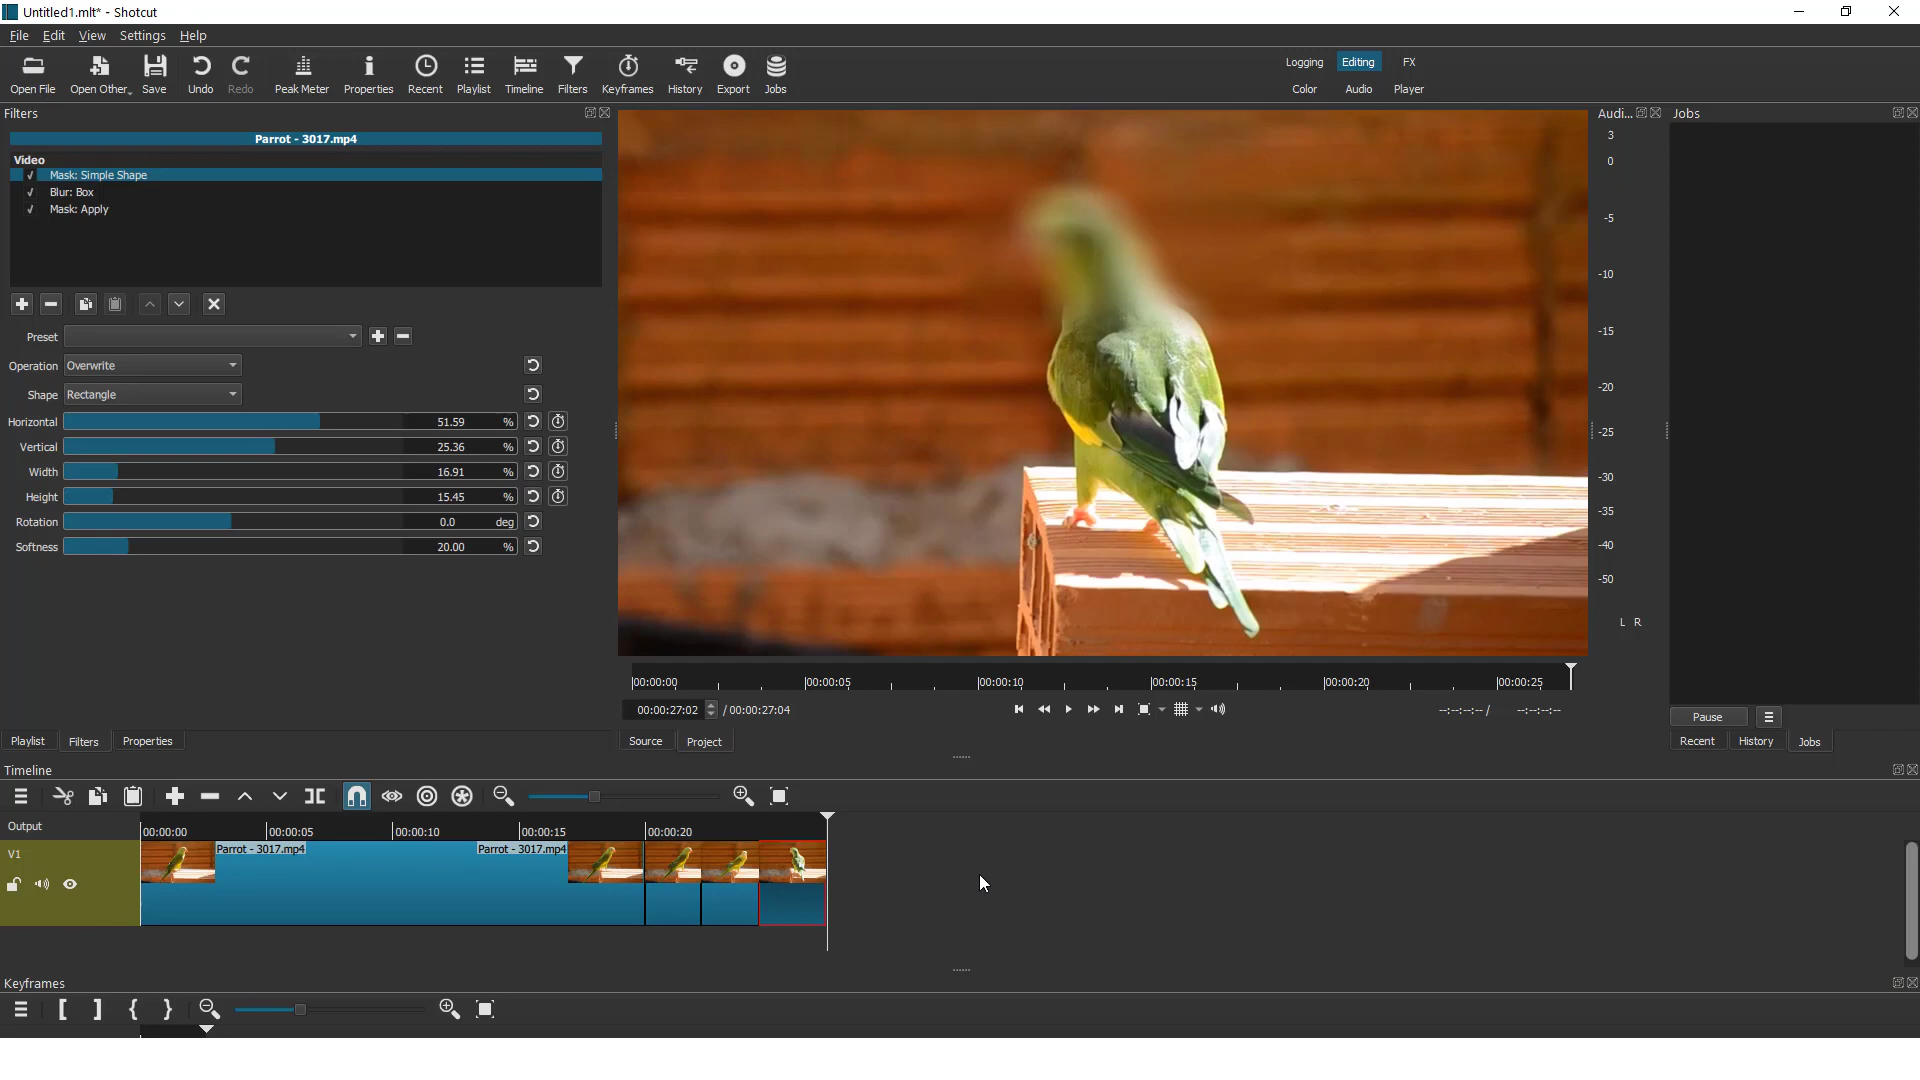 Untitled1.mlt* - Shotcut
File Edit View Settings Help
Open File Open Other Save Undo Redo Peak Meter Properties Recent Playlist Timeline Filters Keyframes History Export Jobs
Logging Editing FX
Color Audio Player
Filters
Parrot - 3017.mp4
Video
Mask: Simple Shape
Blur: Box
Mask: Apply
Preset
Operation Overwrite
Shape Rectangle
Horizontal 51.59 %
Vertical 25.36 %
Width 16.91 %
Height 15.45 %
Rotation 0.0 deg
Softness 20.00 %
Playlist Filters Properties
00:00:00 00:00:05 00:00:10 00:00:15 00:00:20 00:00:25
00:00:27:02 / 00:00:27:04
--:--:--:-- / --:--:--:--
Source Project
Audi...
3
0
-5
-10
-15
-20
-25
-30
-35
-40
-50
L R
Jobs
Pause
Recent History Jobs
Timeline
Output
00:00:00 00:00:05 00:00:10 00:00:15 00:00:20
V1
Parrot - 3017.mp4 Parrot - 3017.mp4
Keyframes